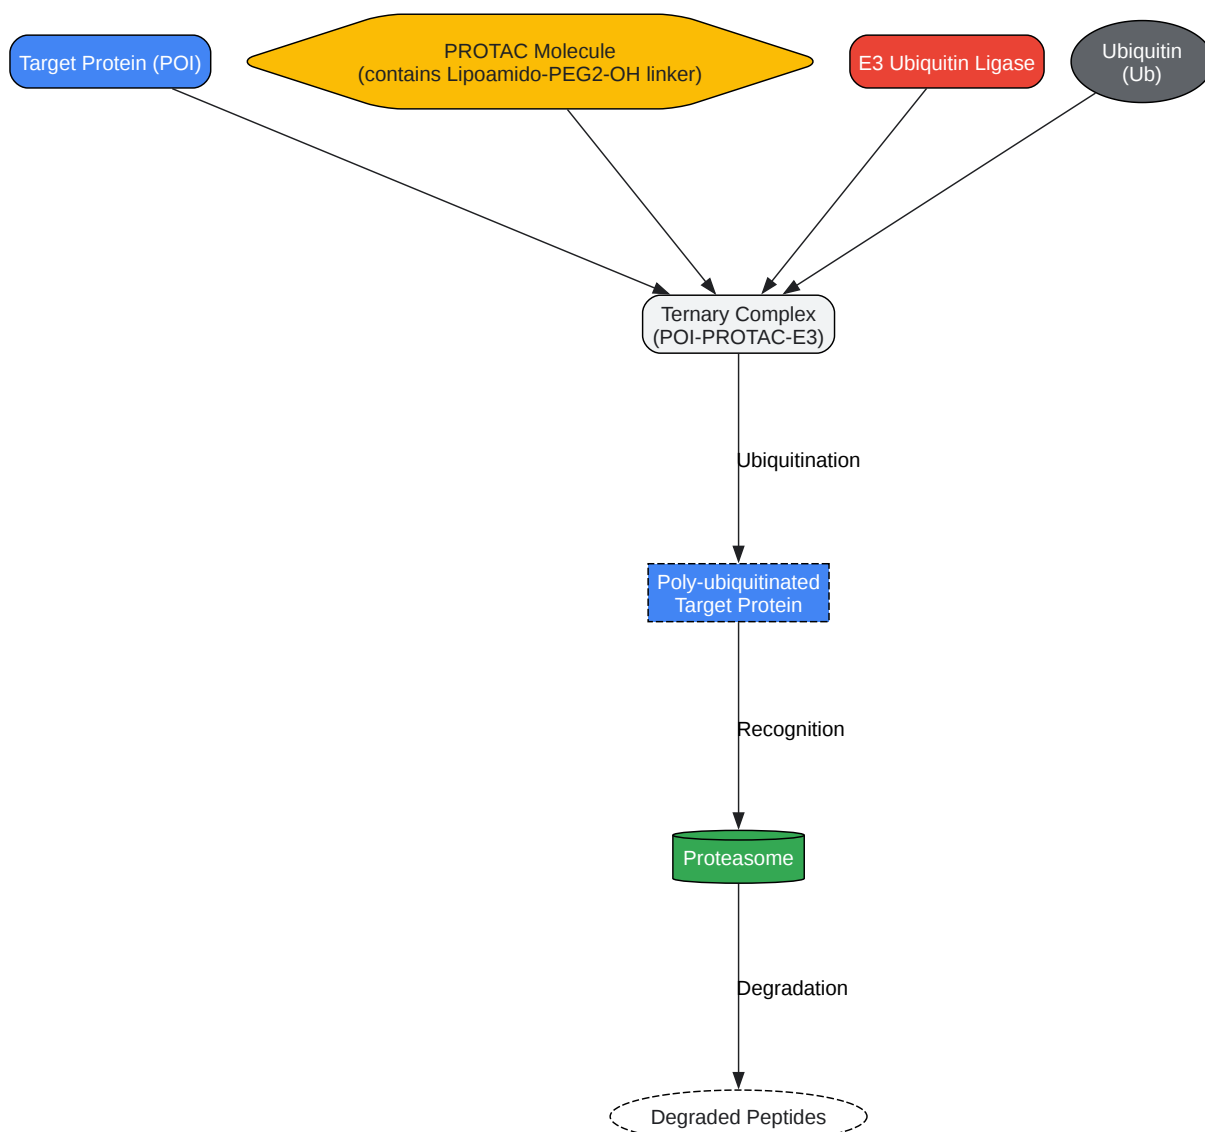 Target Protein (POI)
PROTAC Molecule
(contains Lipoamido-PEG2-OH linker)
E3 Ubiquitin Ligase
Ubiquitin
(Ub)
Ternary Complex
(POI-PROTAC-E3)
Ubiquitination
Poly-ubiquitinated
Target Protein
Recognition
Proteasome
Degradation
Degraded Peptides